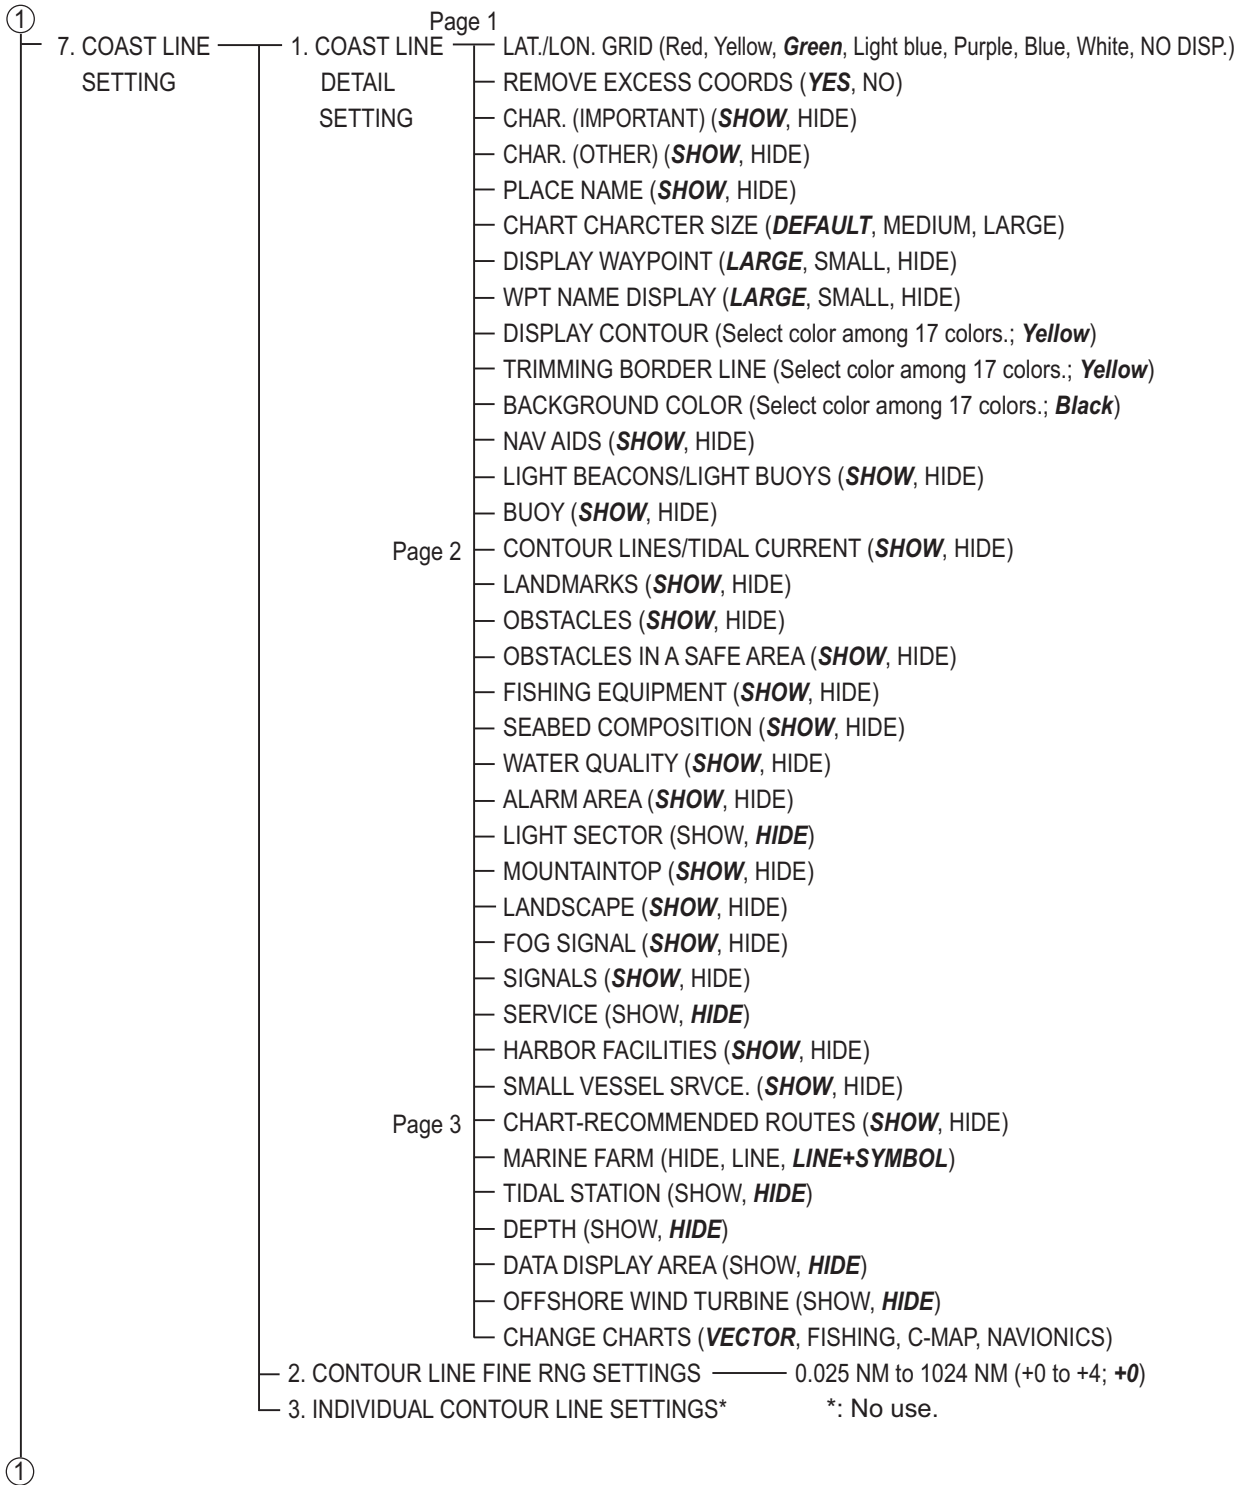 1
Page 1
7. COAST LINE SETTING
1. COAST LINE DETAIL SETTING
LAT./LON. GRID (Red, Yellow, Green, Light blue, Purple, Blue, White, NO DISP.)
REMOVE EXCESS COORDS (YES, NO)
CHAR. (IMPORTANT) (SHOW, HIDE)
CHAR. (OTHER) (SHOW, HIDE)
PLACE NAME (SHOW, HIDE)
CHART CHARCTER SIZE (DEFAULT, MEDIUM, LARGE)
DISPLAY WAYPOINT (LARGE, SMALL, HIDE)
WPT NAME DISPLAY (LARGE, SMALL, HIDE)
DISPLAY CONTOUR (Select color among 17 colors.; Yellow)
TRIMMING BORDER LINE (Select color among 17 colors.; Yellow)
BACKGROUND COLOR (Select color among 17 colors.; Black)
NAV AIDS (SHOW, HIDE)
LIGHT BEACONS/LIGHT BUOYS (SHOW, HIDE)
BUOY (SHOW, HIDE)
Page 2
CONTOUR LINES/TIDAL CURRENT (SHOW, HIDE)
LANDMARKS (SHOW, HIDE)
OBSTACLES (SHOW, HIDE)
OBSTACLES IN A SAFE AREA (SHOW, HIDE)
FISHING EQUIPMENT (SHOW, HIDE)
SEABED COMPOSITION (SHOW, HIDE)
WATER QUALITY (SHOW, HIDE)
ALARM AREA (SHOW, HIDE)
LIGHT SECTOR (SHOW, HIDE)
MOUNTAINTOP (SHOW, HIDE)
LANDSCAPE (SHOW, HIDE)
FOG SIGNAL (SHOW, HIDE)
SIGNALS (SHOW, HIDE)
SERVICE (SHOW, HIDE)
HARBOR FACILITIES (SHOW, HIDE)
SMALL VESSEL SRVCE. (SHOW, HIDE)
Page 3
CHART-RECOMMENDED ROUTES (SHOW, HIDE)
MARINE FARM (HIDE, LINE, LINE+SYMBOL)
TIDAL STATION (SHOW, HIDE)
DEPTH (SHOW, HIDE)
DATA DISPLAY AREA (SHOW, HIDE)
OFFSHORE WIND TURBINE (SHOW, HIDE)
CHANGE CHARTS (VECTOR, FISHING, C-MAP, NAVIONICS)
2. CONTOUR LINE FINE RNG SETTINGS
0.025 NM to 1024 NM (+0 to +4; +0)
3. INDIVIDUAL CONTOUR LINE SETTINGS*
*: No use.
1